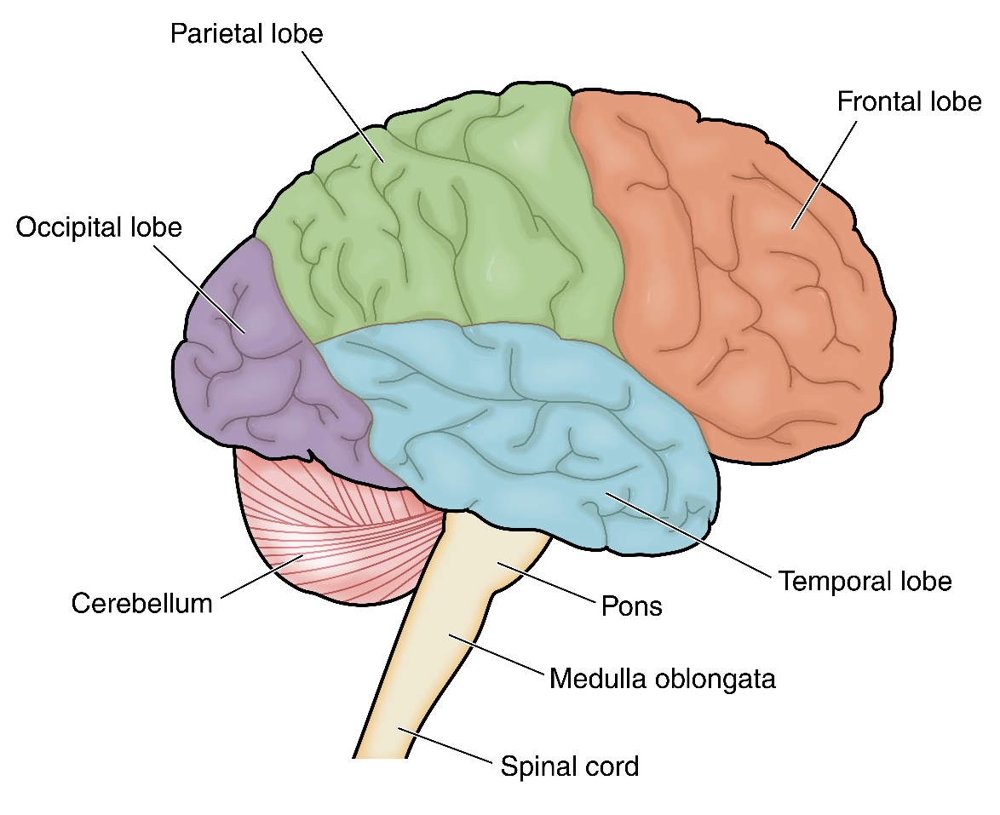 Parietal lobe
Frontal lobe
Occipital lobe
Temporal lobe
Cerebellum
Pons
Medulla oblongata
Spinal cord